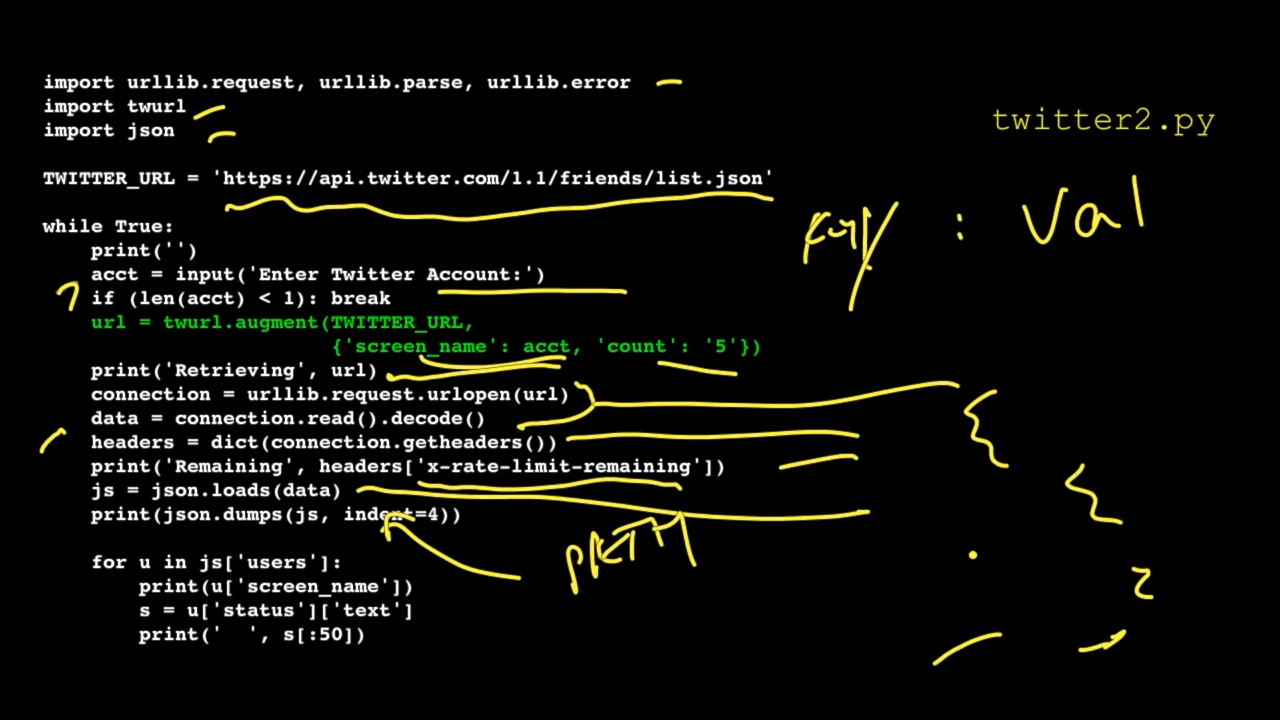 import urllib.request, urllib.parse, urllib.error
import twurl
import json
twitter2.py
TWITTER_URL = 'https://api.twitter.com/1.1/friends/list.json'
key : val
while True:
    print('')
    acct = input('Enter Twitter Account:')
    if (len(acct) < 1): break
    url = twurl.augment(TWITTER_URL,
                        {'screen_name': acct, 'count': '5'})
    print('Retrieving', url)
    connection = urllib.request.urlopen(url)
    data = connection.read().decode()
    headers = dict(connection.getheaders())
    print('Remaining', headers['x-rate-limit-remaining'])
    js = json.loads(data)
    print(json.dumps(js, indent=4))
PRETTY
    for u in js['users']:
        print(u['screen_name'])
        s = u['status']['text']
        print('  ', s[:50])